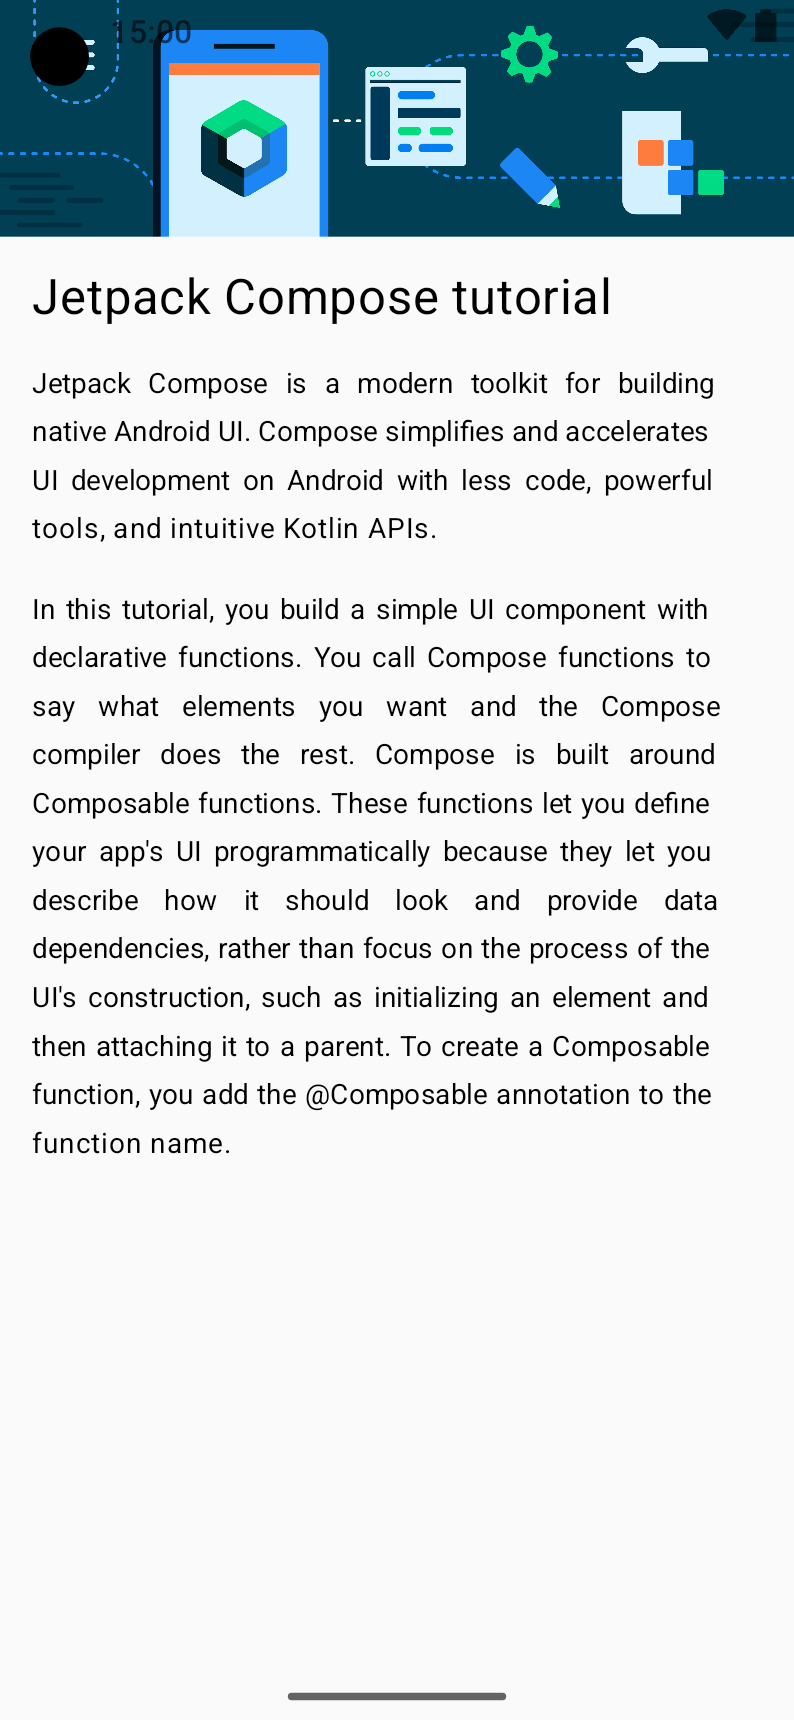 15:00
Jetpack Compose tutorial
Jetpack Compose is a modern toolkit for building
native Android UI. Compose simplifies and accelerates
UI development on Android with less code, powerful
tools, and intuitive Kotlin APIs.
In this tutorial, you build a simple UI component with
declarative functions. You call Compose functions to
say what elements you want and the Compose
compiler does the rest. Compose is built around
Composable functions. These functions let you define
your app's UI programmatically because they let you
describe how it should look and provide data
dependencies, rather than focus on the process of the
UI's construction, such as initializing an element and
then attaching it to a parent. To create a Composable
function, you add the @Composable annotation to the
function name.